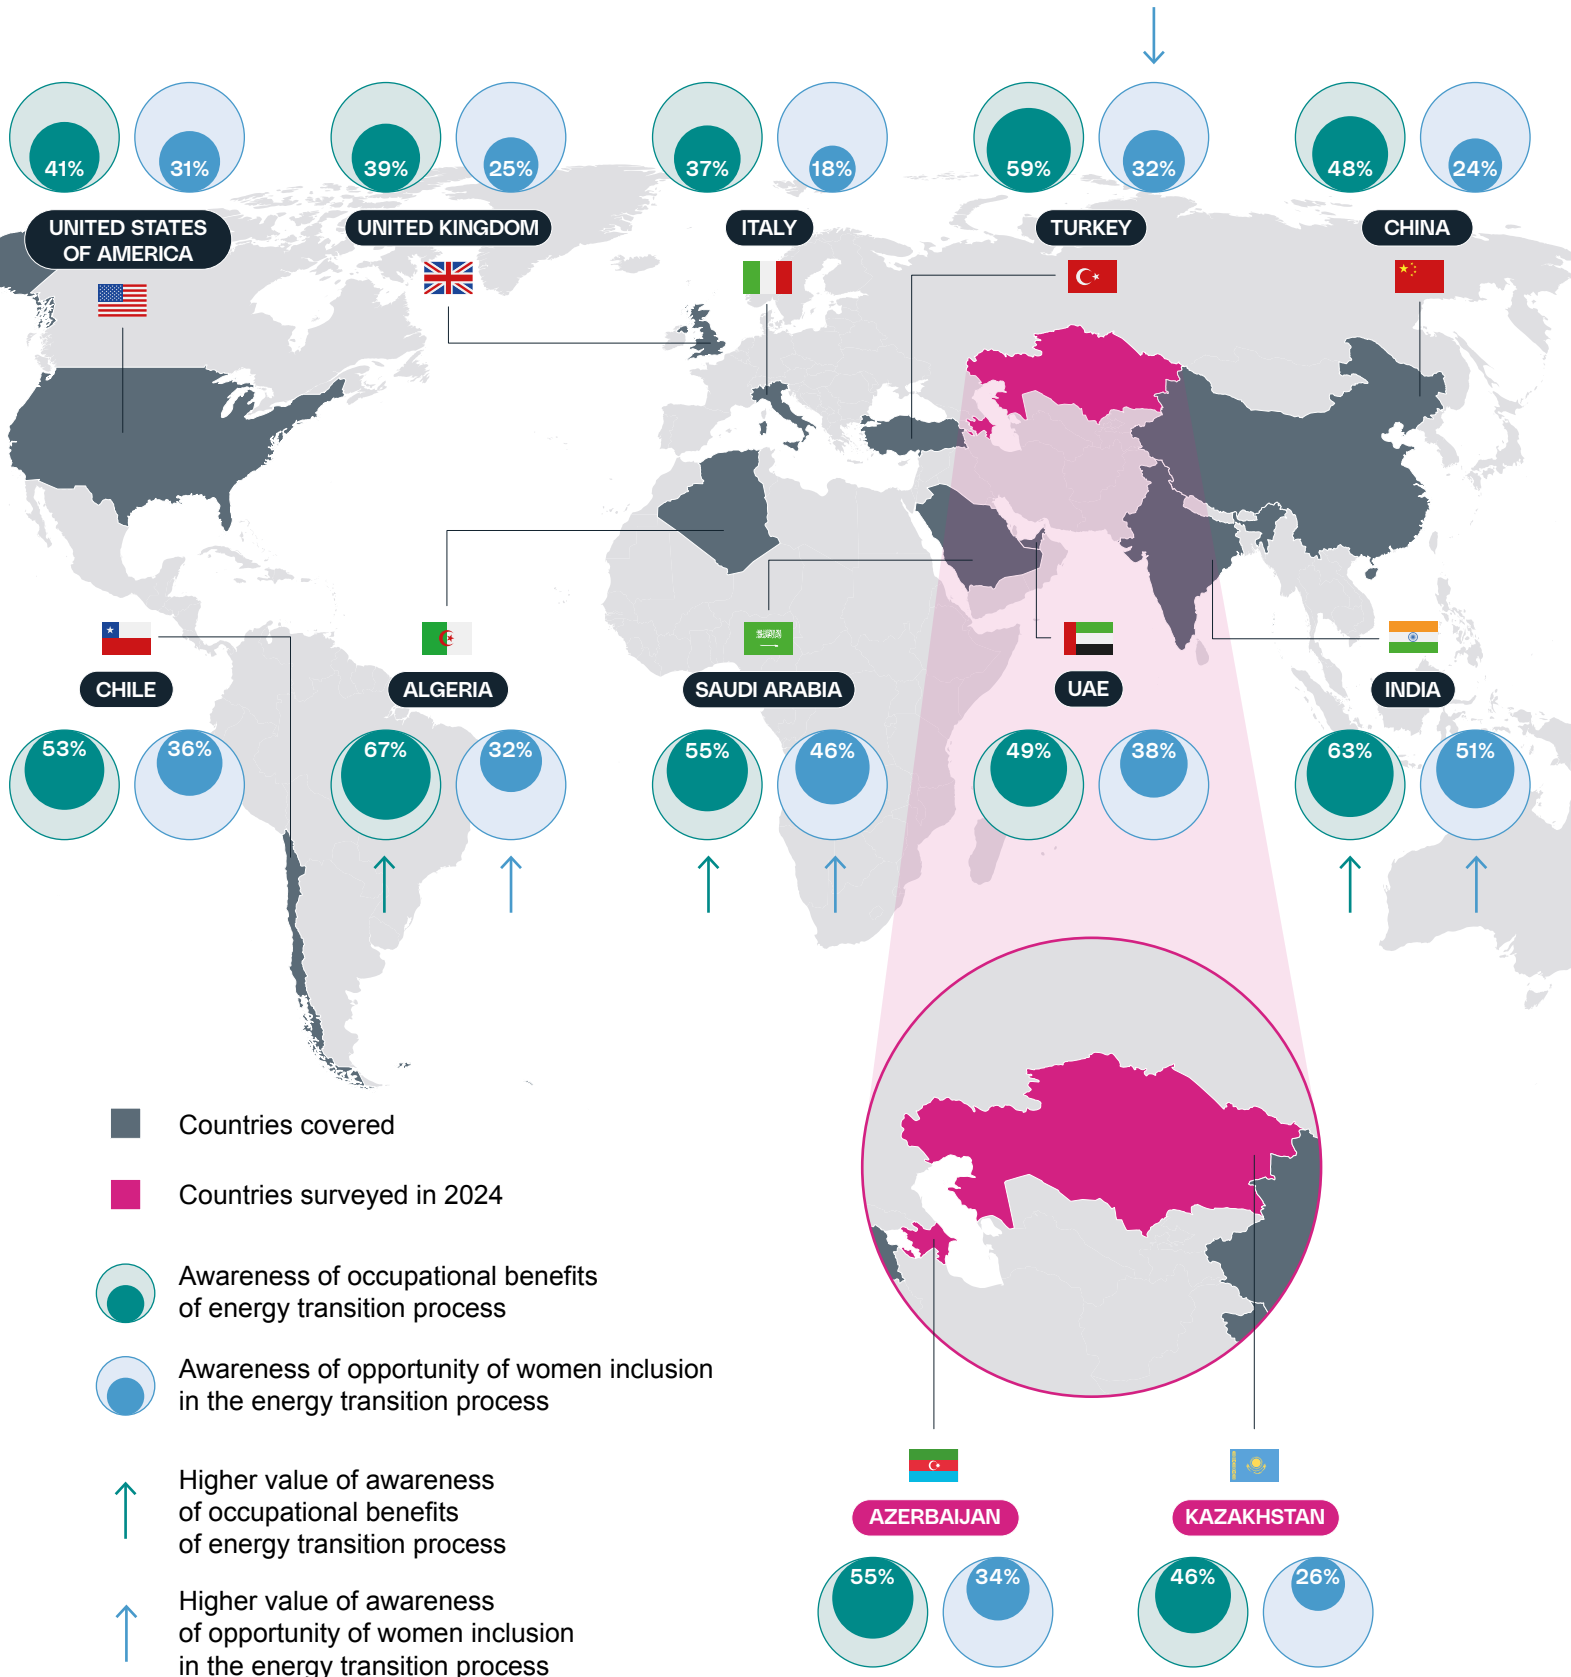 41%
31%
39%
25%
37%
18%
59%
32%
48%
24%
UNITED STATES
OF AMERICA
UNITED KINGDOM
ITALY
TURKEY
CHINA
CHILE
ALGERIA
SAUDI ARABIA
UAE
INDIA
53%
36%
67%
32%
55%
46%
49%
38%
63%
51%
Countries covered
Countries surveyed in 2024
Awareness of occupational benefits
of energy transition process
Awareness of opportunity of women inclusion
in the energy transition process
Higher value of awareness
of occupational benefits
of energy transition process
Higher value of awareness
of opportunity of women inclusion
in the energy transition process
AZERBAIJAN
KAZAKHSTAN
55%
34%
46%
26%